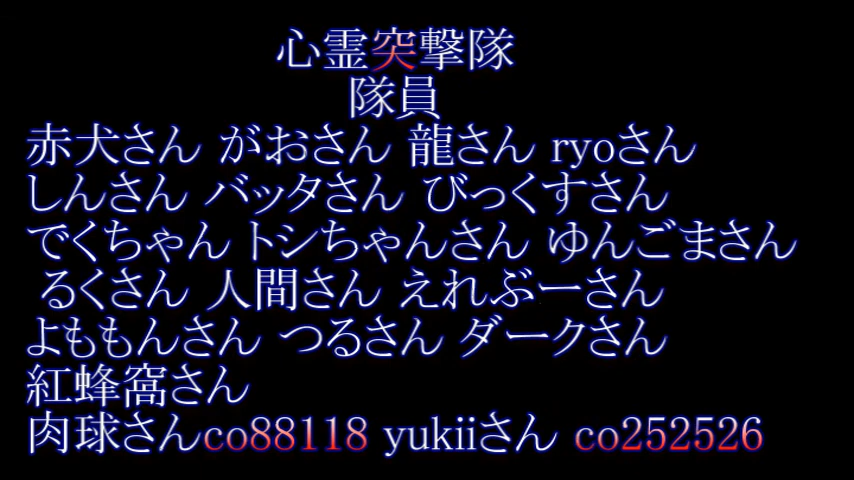 心霊突撃隊
隊員
赤犬さん がおさん 龍さん ryoさん
しんさん バッタさん びっくすさん
でくちゃん トシちゃんさん ゆんごまさん
るくさん 人間さん えれぶーさん
よももんさん つるさん ダークさん
紅蜂窩さん
肉球さんco88118 yukiiさん co252526